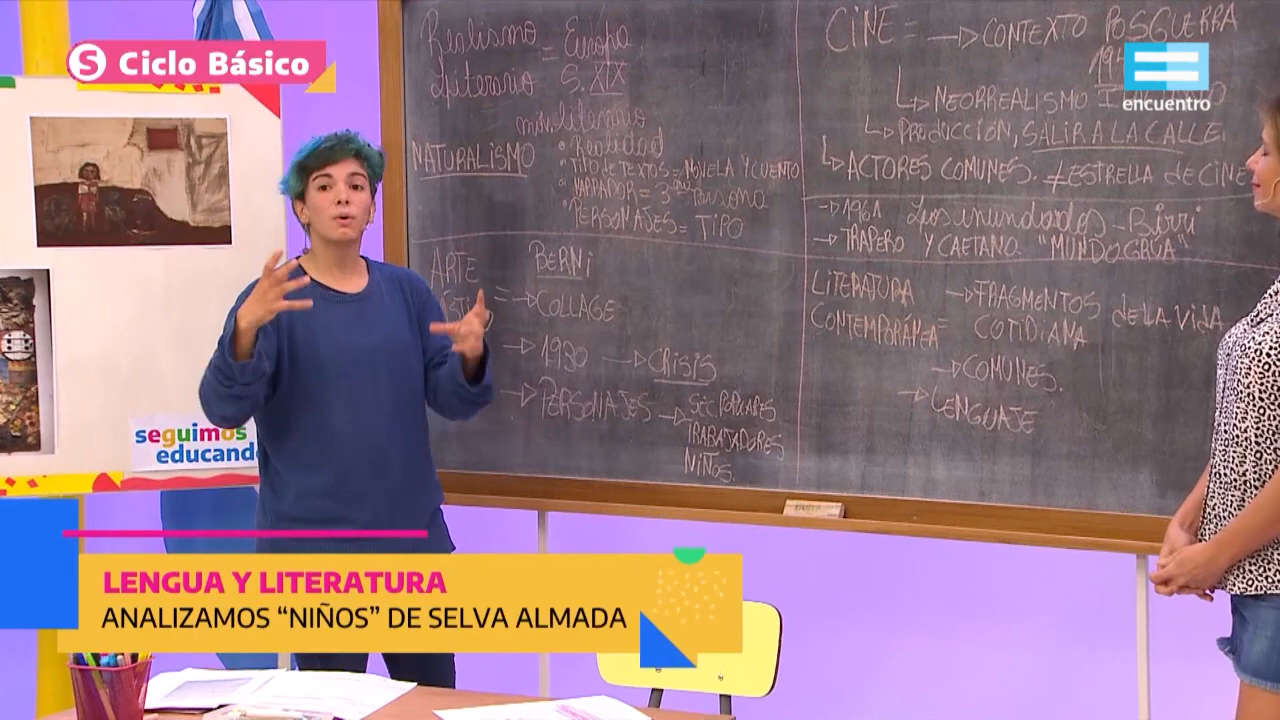 S Ciclo Básico
encuentro
Realismo = Europa
Literario S. XIX
mov. literario
NATURALISMO
• Realidad
• TIPO DE TEXTOS = NOVELA Y CUENTO
• NARRADOR = 3era Persona
• PERSONAJES = TIPO
CINE = → CONTEXTO POSGUERRA
NEORREALISMO
PRODUCCIÓN, SALIR A LA CALLE
ACTORES COMUNES. ≠ ESTRELLA DE CINE
→ 1961 Los inundados - Birri
→ TRAPERO Y CAETANO "MUNDO GRÚA"
ARTE BERNI
= → COLLAGE
→ 1930 → CRISIS
→ PERSONAJES → SEC. POPULARES
TRABAJADORES
NIÑOS.
LITERATURA → FRAGMENTOS DE LA VIDA
CONTEMPORÁNEA = COTIDIANA
→ COMUNES.
→ LENGUAJE
seguimos
educand
LENGUA Y LITERATURA
ANALIZAMOS “NIÑOS” DE SELVA ALMADA